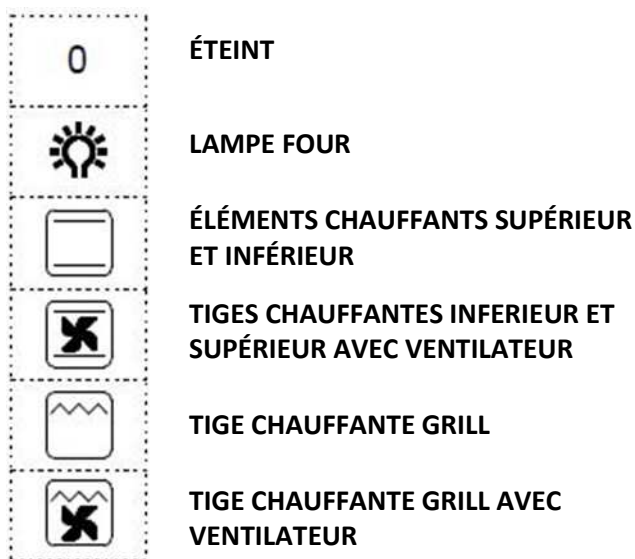 0
ÉTEINT
LAMPE FOUR
ÉLÉMENTS CHAUFFANTS SUPÉRIEUR
ET INFÉRIEUR
TIGES CHAUFFANTES INFERIEUR ET
SUPÉRIEUR AVEC VENTILATEUR
TIGE CHAUFFANTE GRILL
TIGE CHAUFFANTE GRILL AVEC
VENTILATEUR